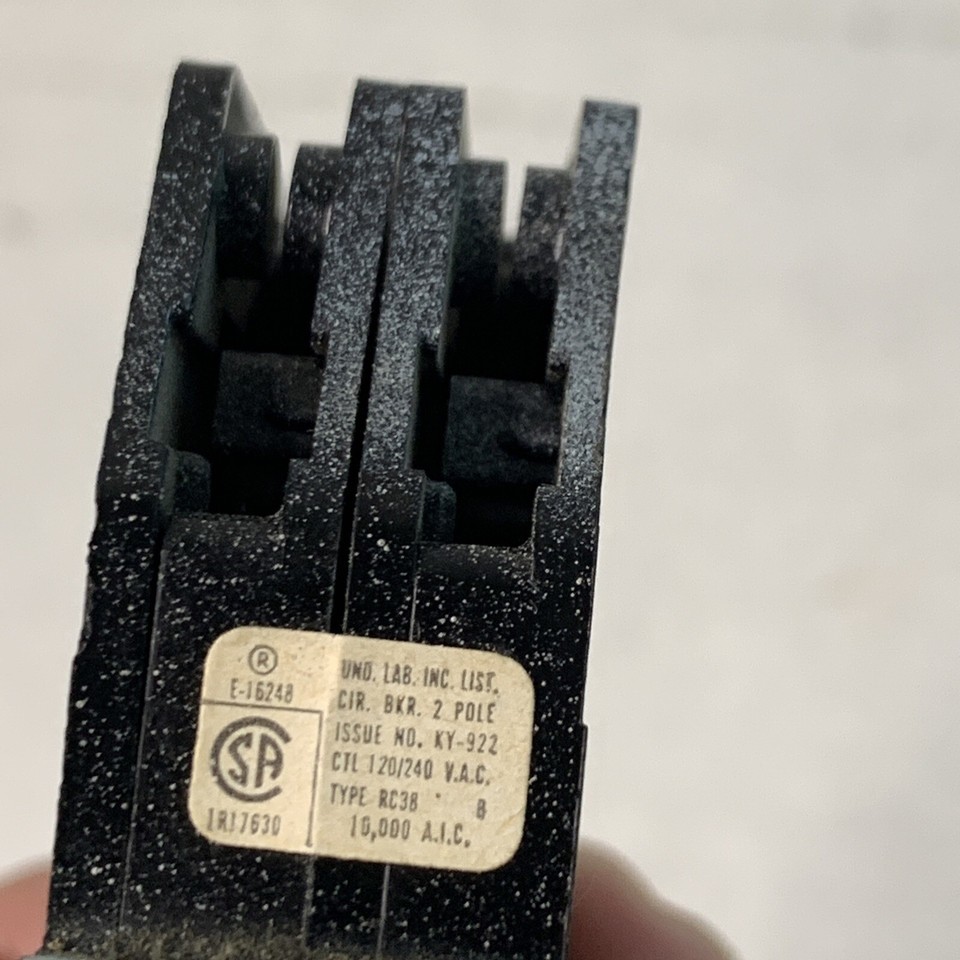 ®
E-16248
SA
1R17630
UND. LAB. INC. LIST.
CIR. BKR. 2 POLE
ISSUE NO. KY-922
CTL 120/240 V.A.C.
TYPE RC38 B
10,000 A.I.C.